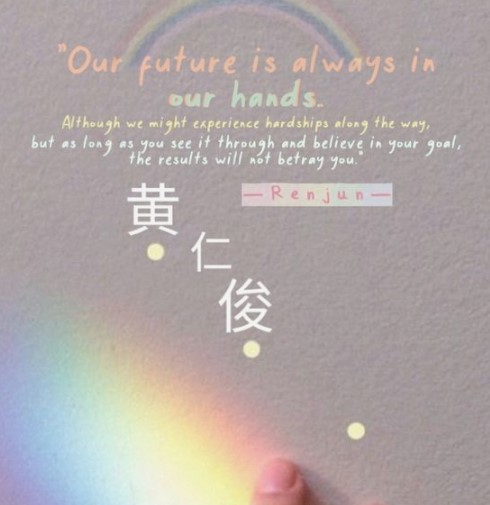 "Our future is always in
our hands..
Although we might experience hardships along the way,
but as long as you see it through and believe in your goal,
the results will not betray you."
— Renjun —
黄
仁
俊